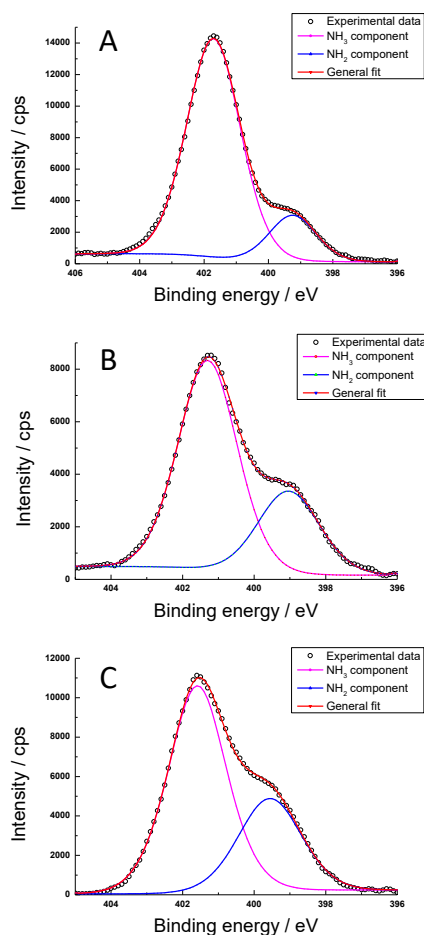 A
Experimental data
NH₃ component
NH₂ component
General fit
Intensity / cps
14000
12000
10000
8000
6000
4000
2000
0
406 404 402 400 398 396
Binding energy / eV
B
Experimental data
NH₃ component
NH₂ component
General fit
Intensity / cps
8000
6000
4000
2000
0
404 402 400 398 396
Binding energy / eV
C
Experimental data
NH₃ component
NH₂ component
General fit
Intensity / cps
12000
10000
8000
6000
4000
2000
0
404 402 400 398 396
Binding energy / eV